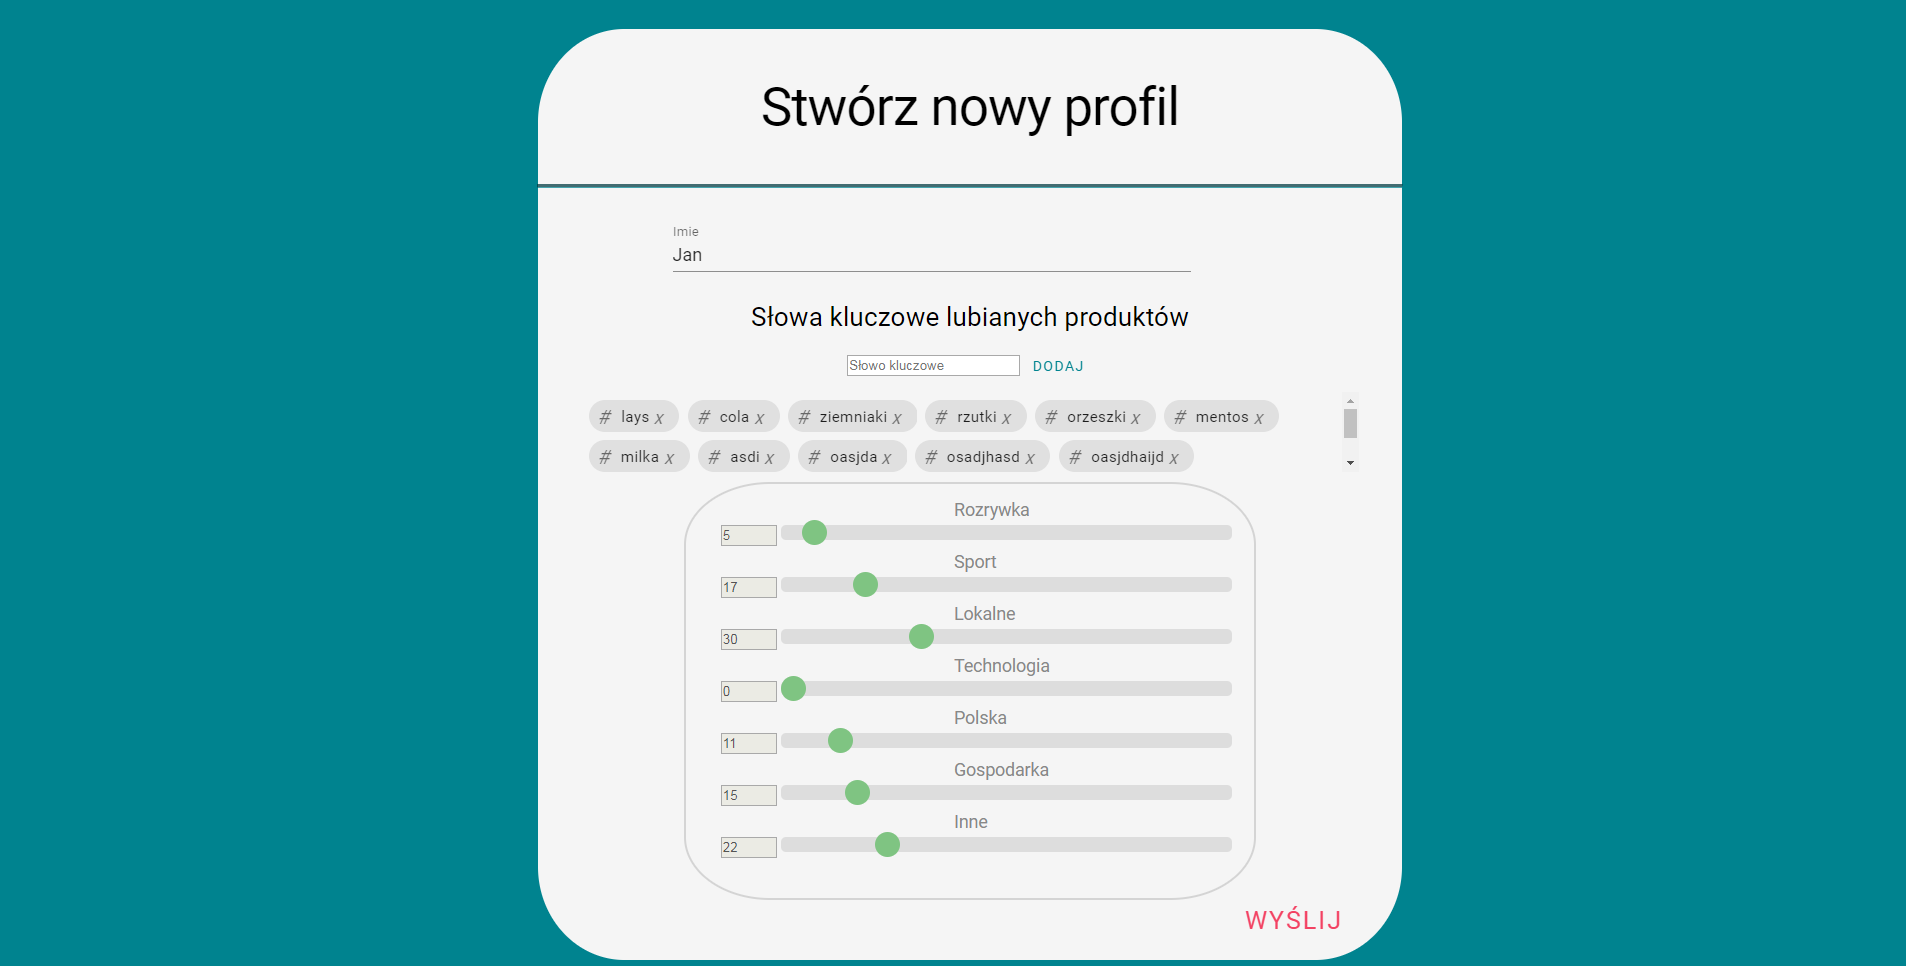 Stwórz nowy profil
Imie
Jan
Słowa kluczowe lubianych produktów
Słowo kluczowe DODAJ
# lays x # cola x # ziemniaki x # rzutki x # orzeszki x # mentos x
# milka x # asdi x # oasjda x # osadjhasd x # oasjdhaijd x
Rozrywka
5
Sport
17
Lokalne
30
Technologia
0
Polska
11
Gospodarka
15
Inne
22
WYŚLIJ